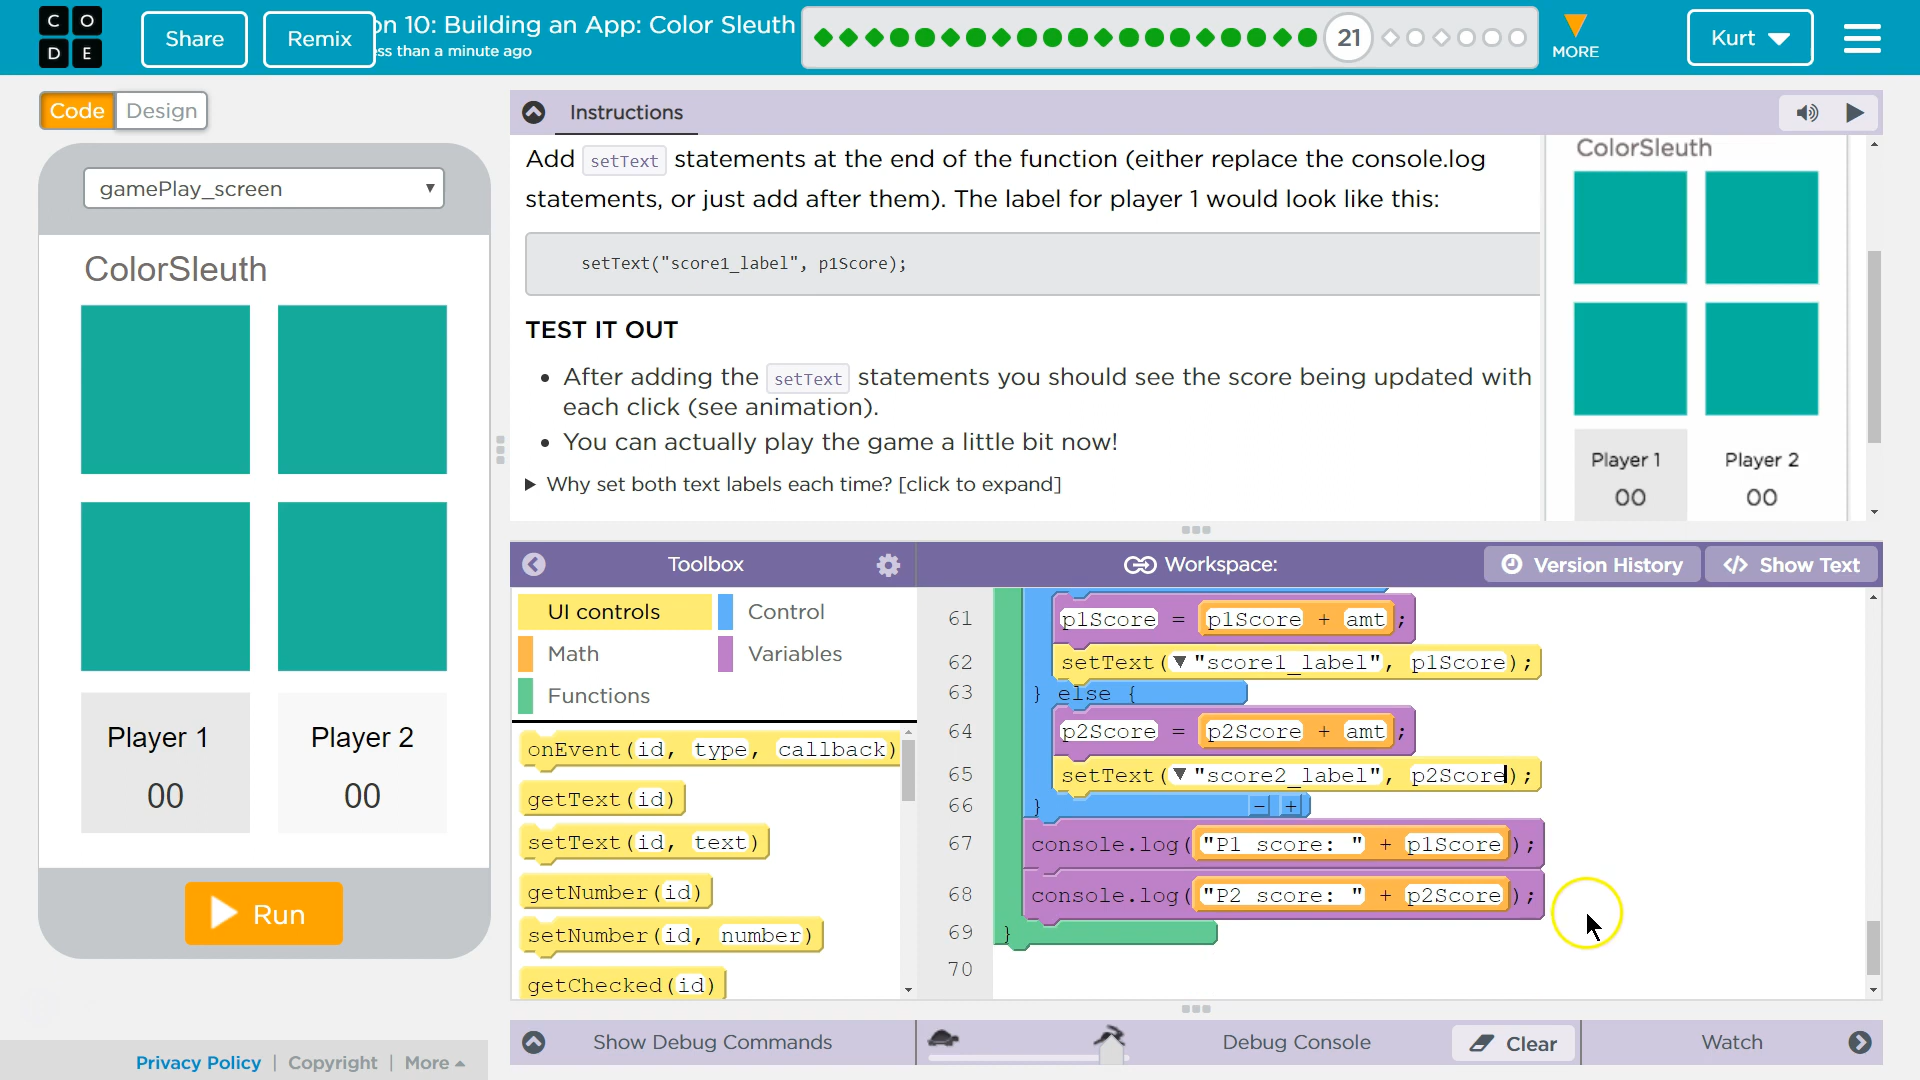 C O
D E
Share
Remix
on 10: Building an App: Color Sleuth
ess than a minute ago
21
MORE
Kurt
Code
Design
gamePlay_screen
ColorSleuth
Player 1
00
Player 2
00
Run
Privacy Policy | Copyright | More
Instructions
Add setText statements at the end of the function (either replace the console.log
statements, or just add after them). The label for player 1 would look like this:
setText("score1_label", p1Score);
TEST IT OUT
After adding the setText statements you should see the score being updated with
each click (see animation).
You can actually play the game a little bit now!
Why set both text labels each time? [click to expand]
ColorSleuth
Player 1
00
Player 2
00
Toolbox
Workspace:
Version History
</> Show Text
UI controls
Control
Math
Variables
Functions
onEvent(id, type, callback)
getText(id)
setText(id, text)
getNumber(id)
setNumber(id, number)
getChecked(id)
61 p1Score = p1Score + amt;
62 setText("score1_label", p1Score);
63 } else {
64 p2Score = p2Score + amt;
65 setText("score2_label", p2Score);
66 } - +
67 console.log("P1 score: " + p1Score);
68 console.log("P2 score: " + p2Score);
69 }
70
Show Debug Commands
Debug Console
Clear
Watch